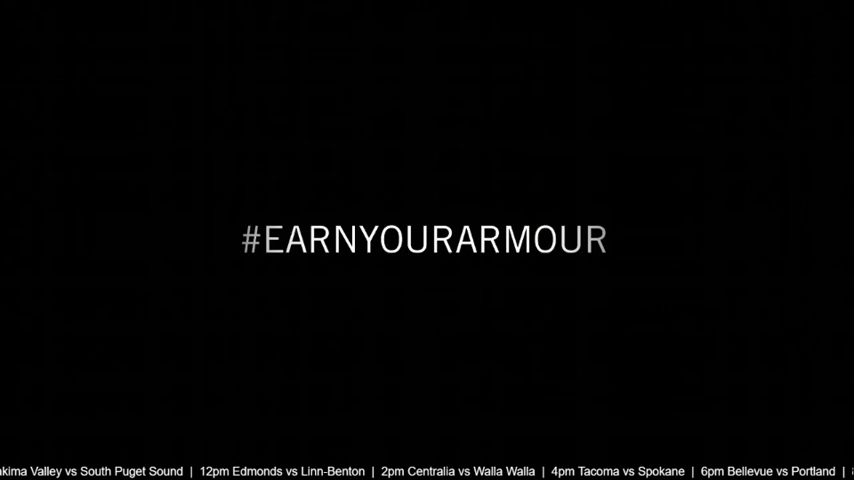 #EARNYOURARMOUR
akima Valley vs South Puget Sound | 12pm Edmonds vs Linn-Benton | 2pm Centralia vs Walla Walla | 4pm Tacoma vs Spokane | 6pm Bellevue vs Portland |